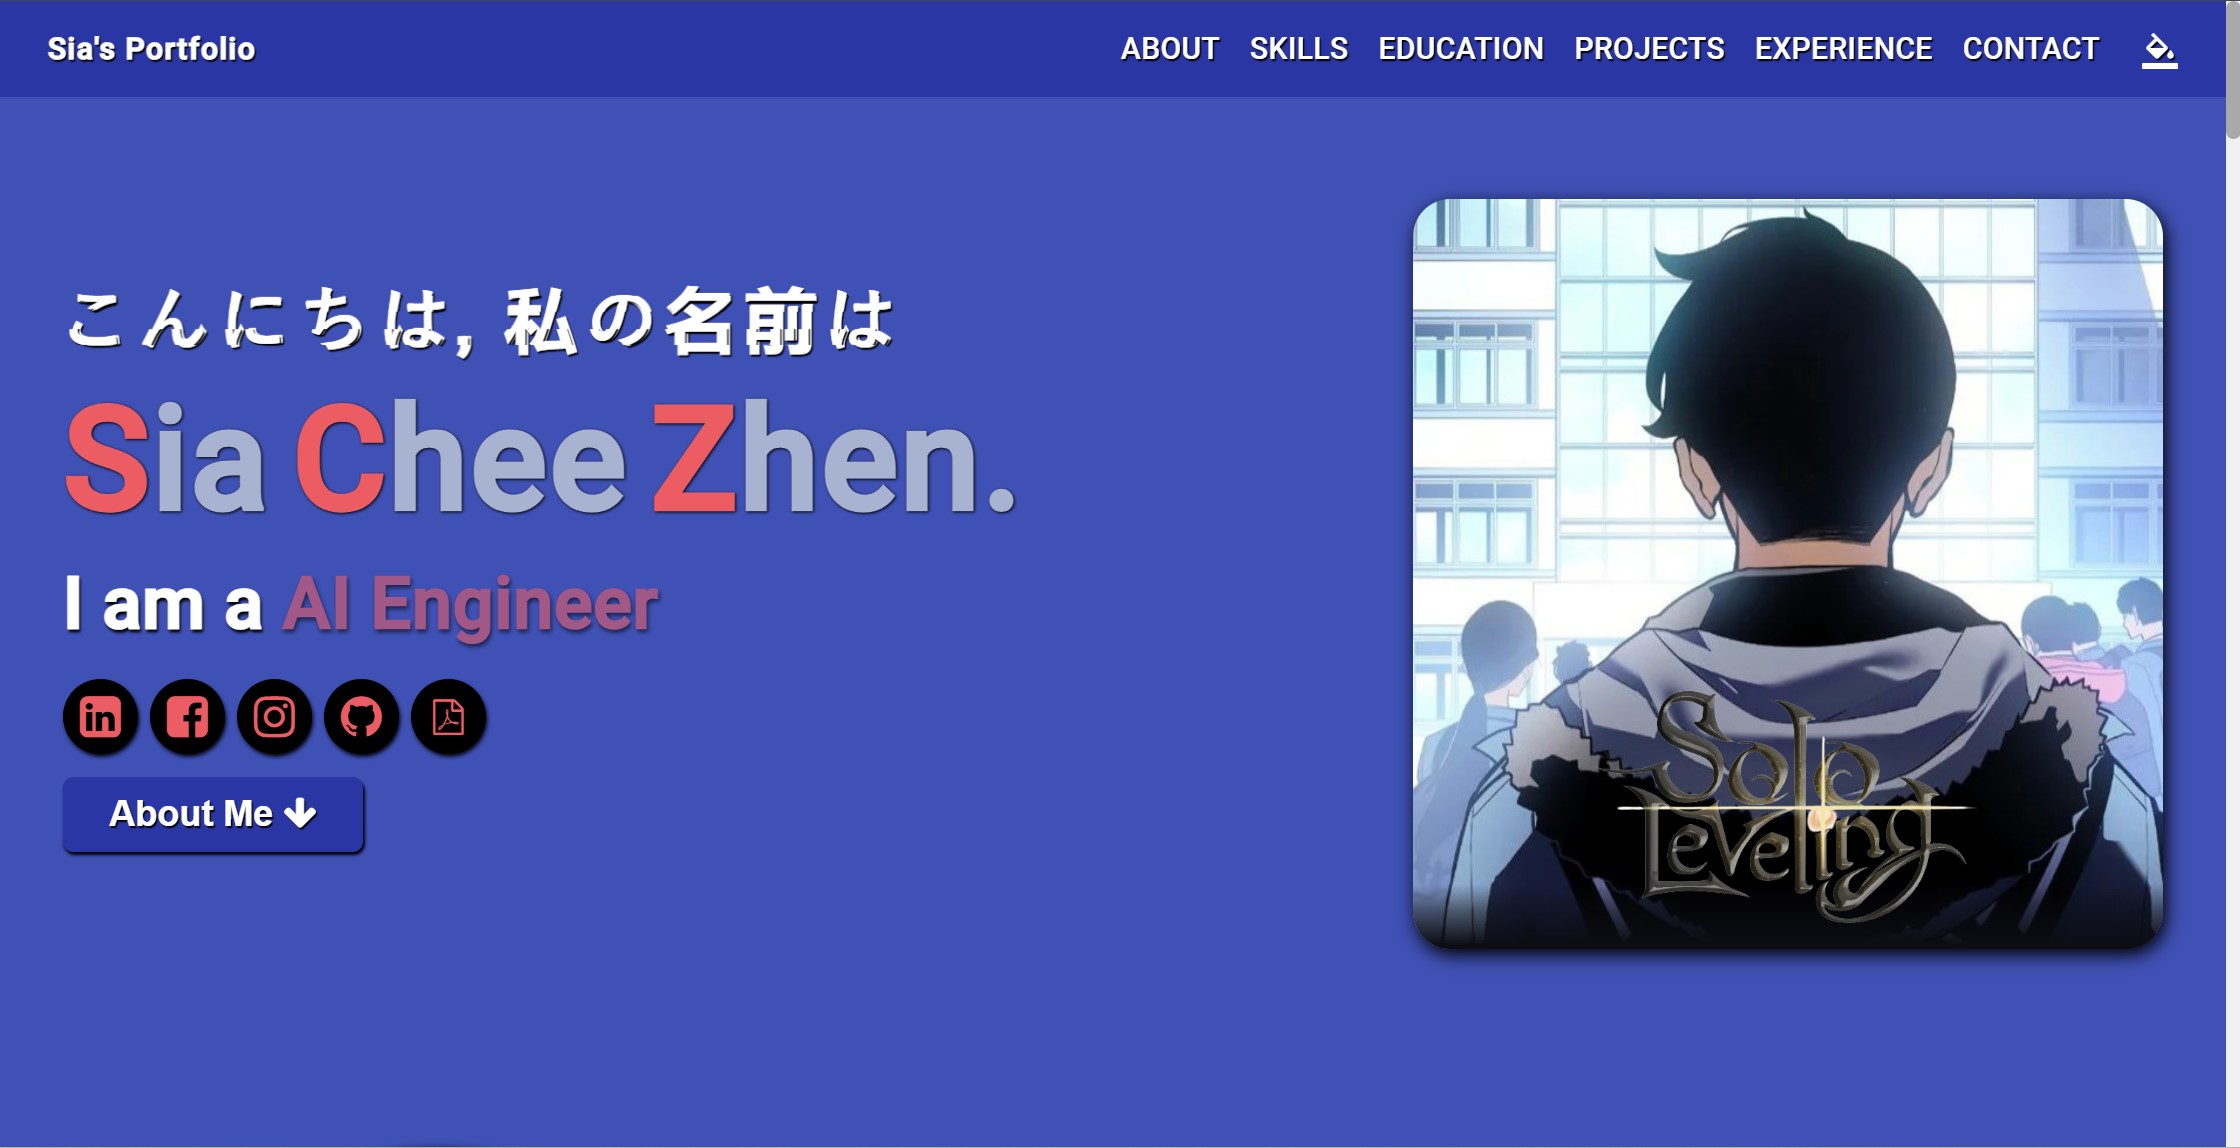 Sia's Portfolio
ABOUT SKILLS EDUCATION PROJECTS EXPERIENCE CONTACT
こんにちは, 私の名前は
Sia Chee Zhen.
I am a AI Engineer
in
About Me
Solo
Leveling